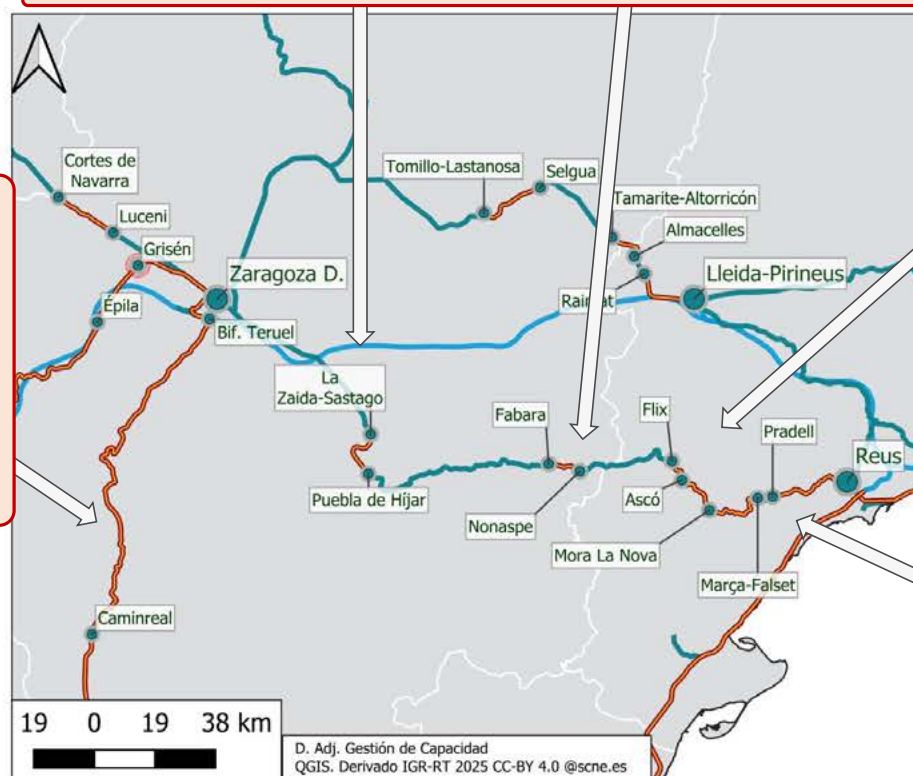 Cortes de
Navarra
Luceni
Grisén
Zaragoza D.
Épila
Bif. Teruel
Tomillo-Lastanosa
Selgua
Tamarite-Altorricón
Almacelles
Lleida-Pirineus
La
Zaida-Sastago
Puebla de Híjar
Fabara
Nonaspe
Flix
Ascó
Pradell
Reus
Mora La Nova
Marça-Falset
Caminreal
19 0 19 38 km
D. Adj. Gestión de Capacidad
QGIS. Derivado IGR-RT 2025 CC-BY 4.0 @scne.es